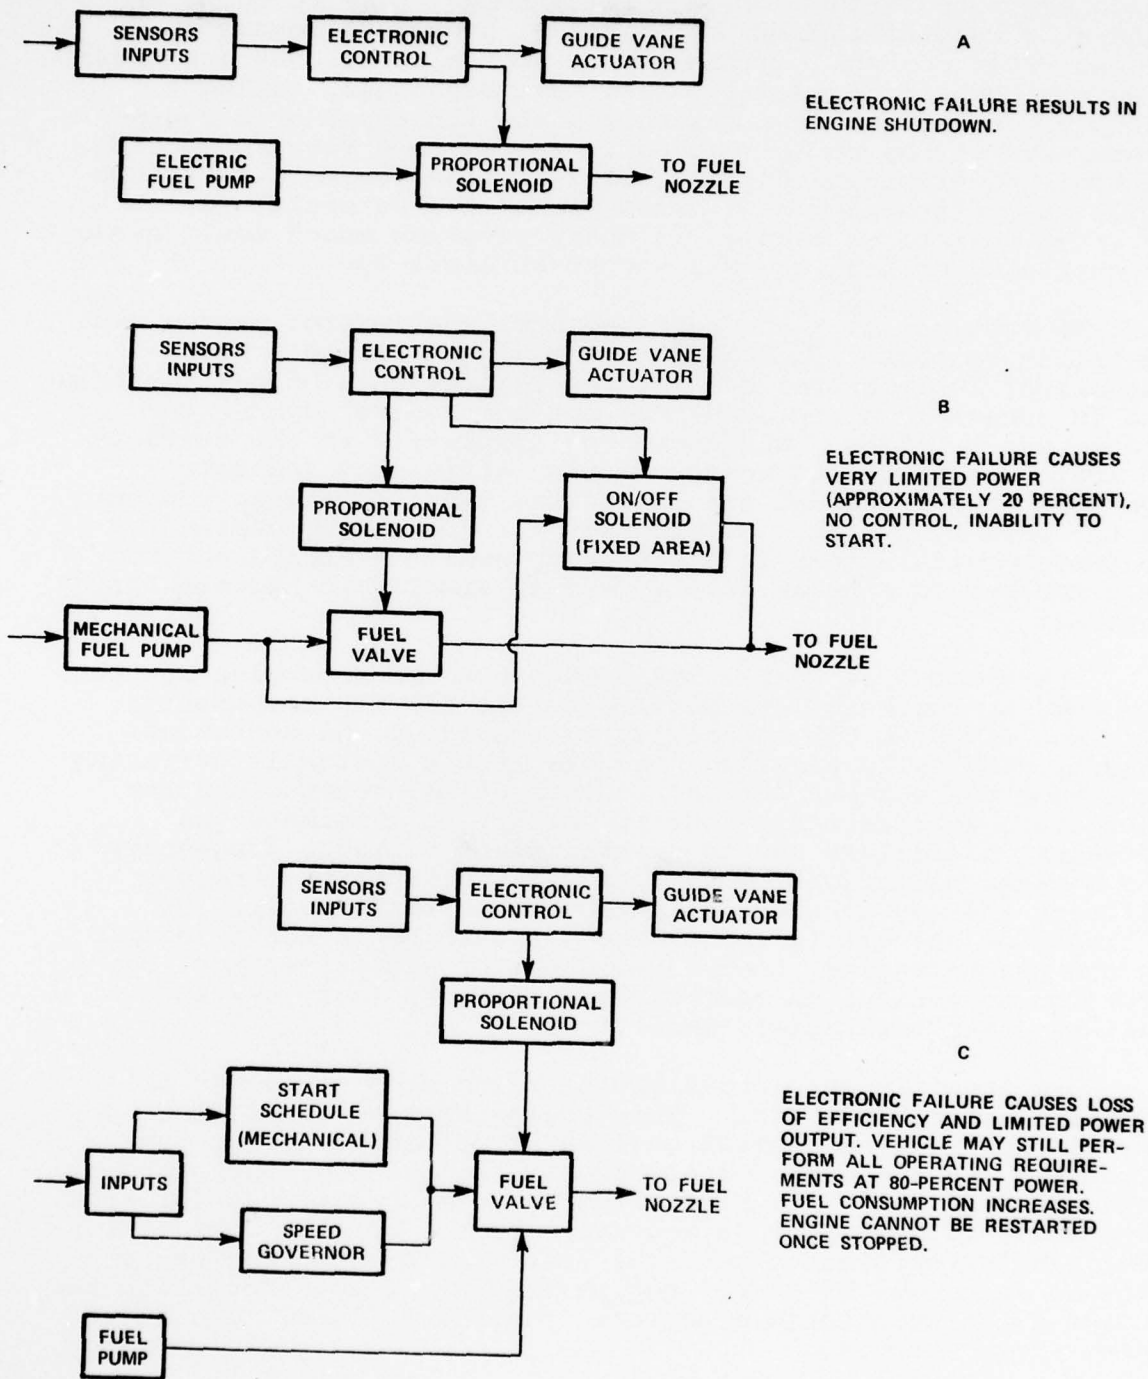 SENSORS
INPUTS
ELECTRONIC
CONTROL
GUIDE VANE
ACTUATOR
A
ELECTRONIC FAILURE RESULTS IN
ENGINE SHUTDOWN.
ELECTRIC
FUEL PUMP
PROPORTIONAL
SOLENOID
TO FUEL
NOZZLE
SENSORS
INPUTS
ELECTRONIC
CONTROL
GUIDE VANE
ACTUATOR
B
ELECTRONIC FAILURE CAUSES
VERY LIMITED POWER
(APPROXIMATELY 20 PERCENT),
NO CONTROL, INABILITY TO
START.
PROPORTIONAL
SOLENOID
ON/OFF
SOLENOID
(FIXED AREA)
MECHANICAL
FUEL PUMP
FUEL
VALVE
TO FUEL
NOZZLE
SENSORS
INPUTS
ELECTRONIC
CONTROL
GUIDE VANE
ACTUATOR
PROPORTIONAL
SOLENOID
C
ELECTRONIC FAILURE CAUSES LOSS
OF EFFICIENCY AND LIMITED POWER
OUTPUT. VEHICLE MAY STILL PER-
FORM ALL OPERATING REQUIRE-
MENTS AT 80-PERCENT POWER.
FUEL CONSUMPTION INCREASES.
ENGINE CANNOT BE RESTARTED
ONCE STOPPED.
START
SCHEDULE
(MECHANICAL)
INPUTS
SPEED
GOVERNOR
FUEL
VALVE
TO FUEL
NOZZLE
FUEL
PUMP